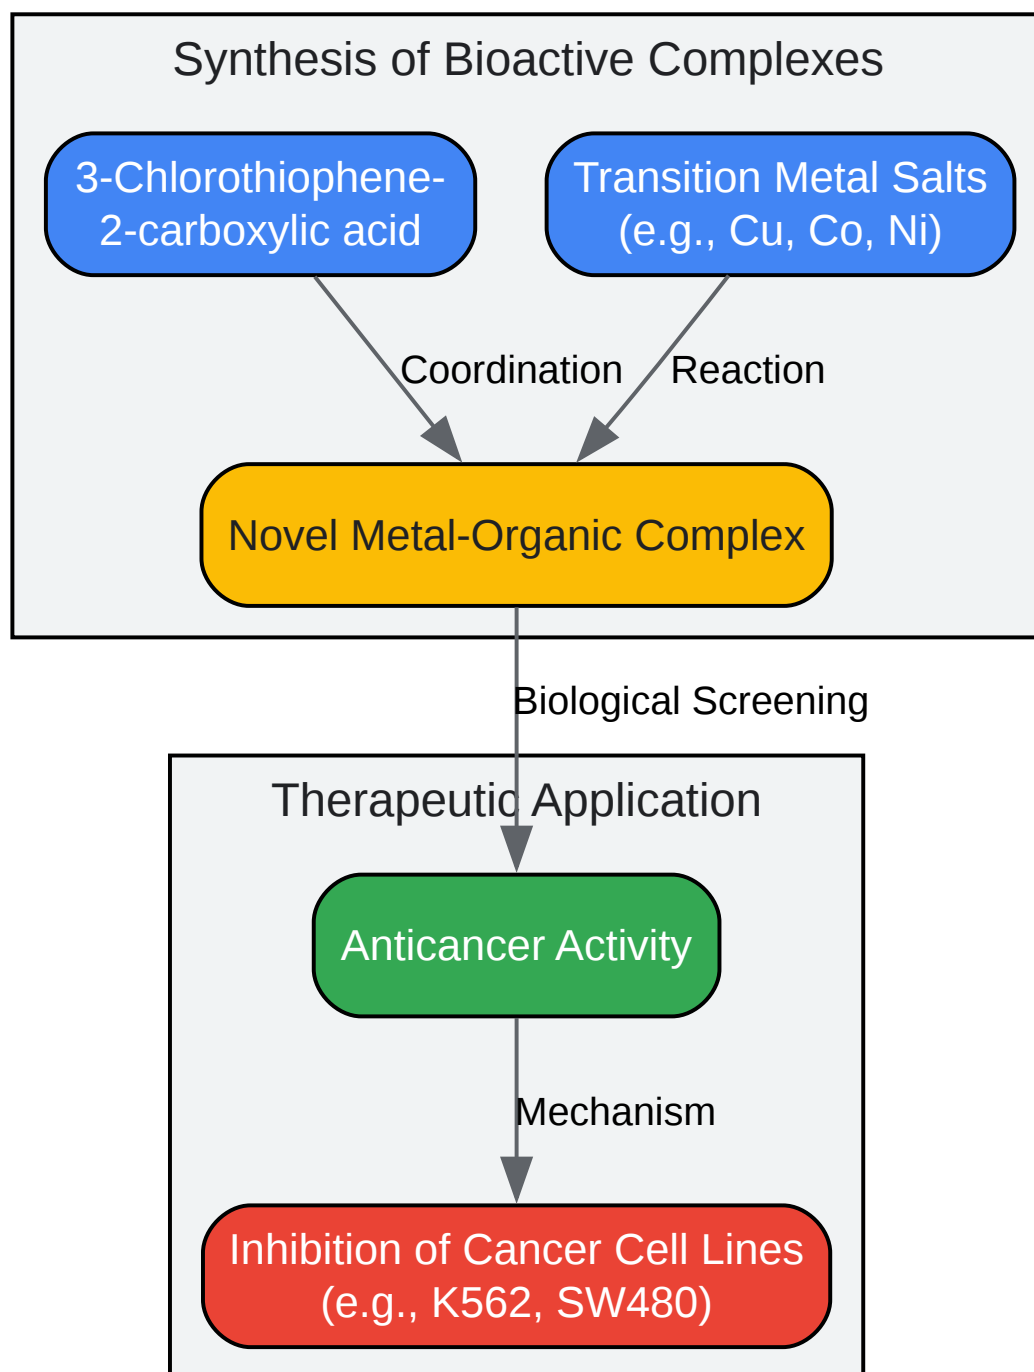 Synthesis of Bioactive Complexes
3-Chlorothiophene-
2-carboxylic acid
Transition Metal Salts
(e.g., Cu, Co, Ni)
Coordination
Reaction
Novel Metal-Organic Complex
Biological Screening
Therapeutic Application
Anticancer Activity
Mechanism
Inhibition of Cancer Cell Lines
(e.g., K562, SW480)